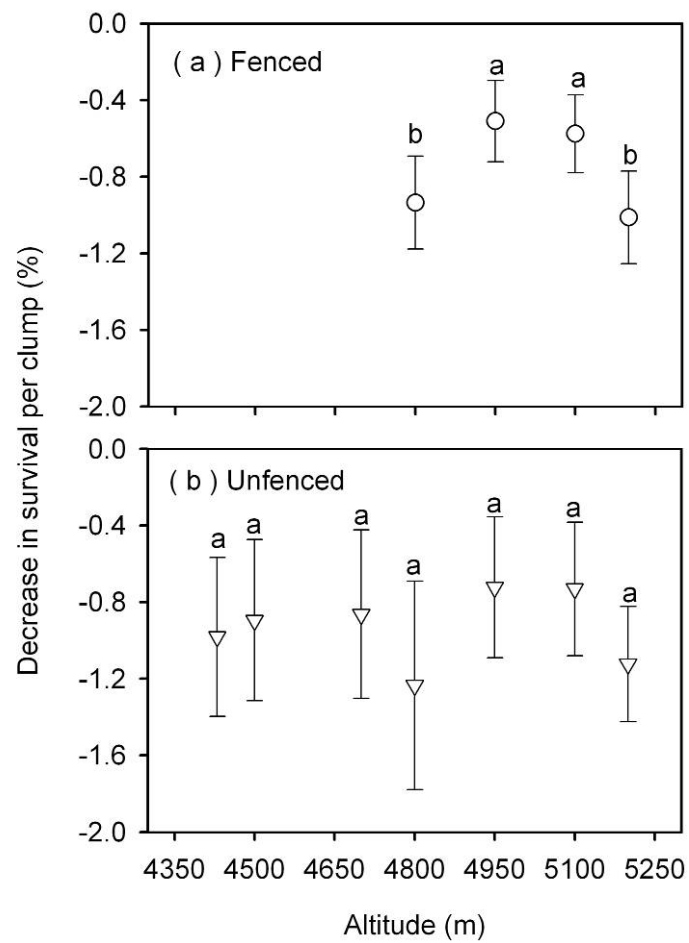 0.0
( a ) Fenced
a
a
-0.4
b
b
-0.8
-1.2
-1.6
-2.0
Decrease in survival per clump (%)
0.0
( b ) Unfenced
a
a
a
a
a
a
a
-0.4
-0.8
-1.2
-1.6
-2.0
4350 4500 4650 4800 4950 5100 5250
Altitude (m)